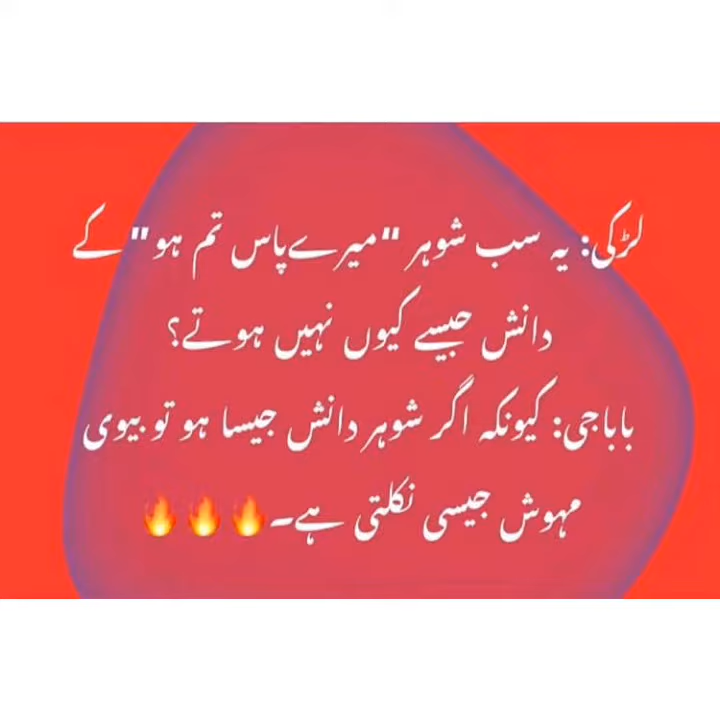 لڑکی: یہ سب شوہر "میرے پاس تم ہو" کے
دانش جیسے کیوں نہیں ہوتے؟
باباجی: کیونکہ اگر شوہر دانش جیسا ہو تو بیوی
مہوش جیسی نکلتی ہے۔🔥🔥🔥